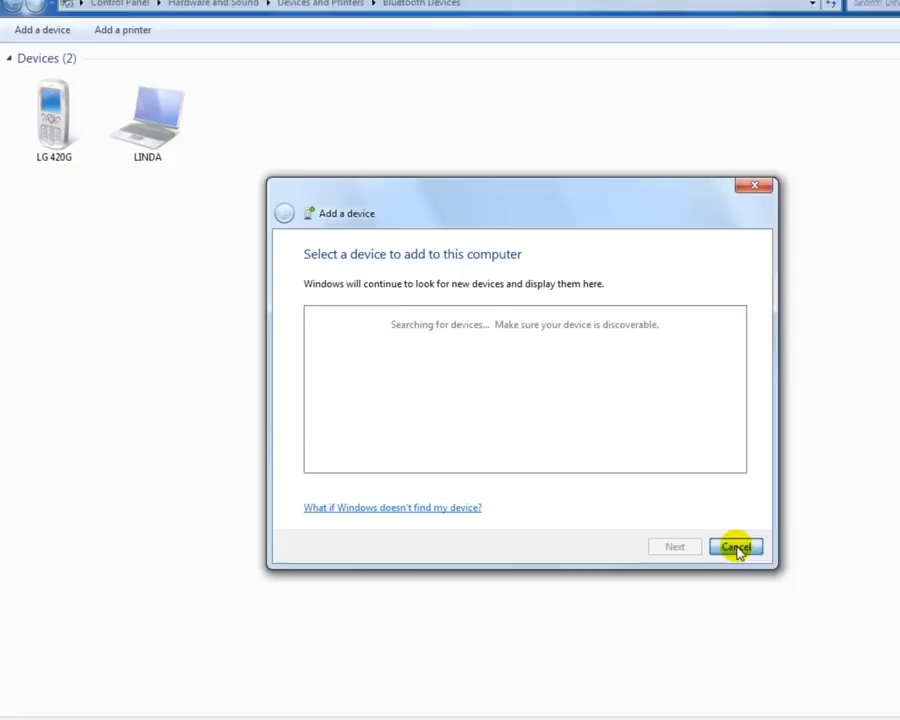 Control Panel Hardware and Sound Devices and Printers Bluetooth Devices
Add a device Add a printer
Devices (2)
LG 420G LINDA
Add a device
Select a device to add to this computer
Windows will continue to look for new devices and display them here.
Searching for devices... Make sure your device is discoverable.
What if Windows doesn't find my device?
Next Cancel